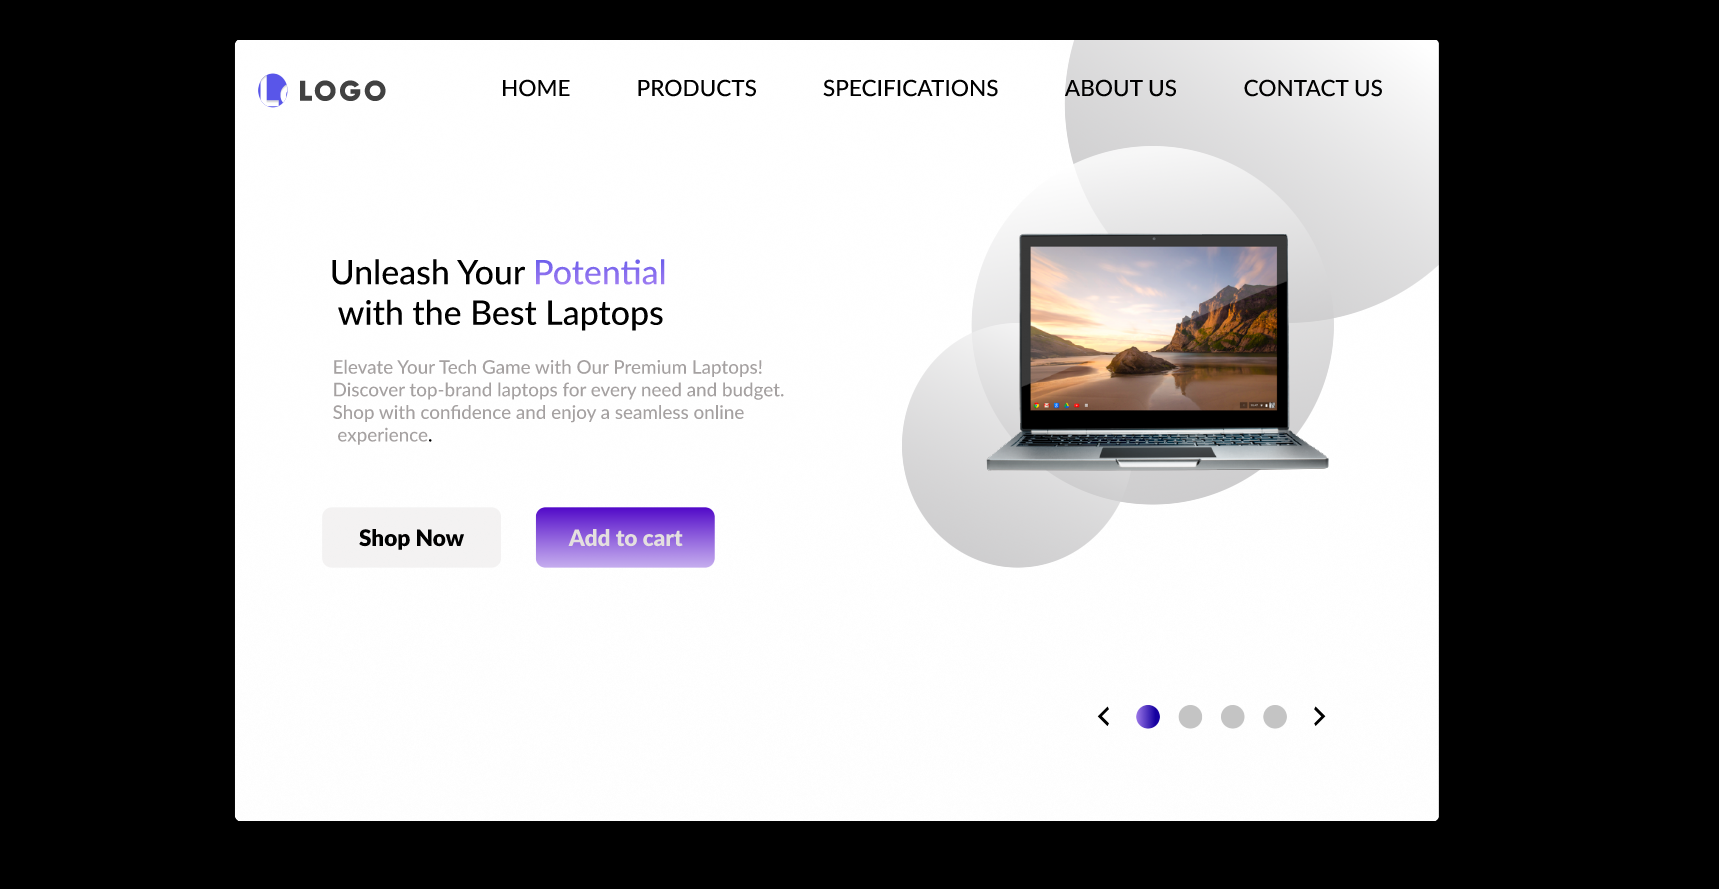 LOGO
HOME PRODUCTS SPECIFICATIONS ABOUT US CONTACT US
Unleash Your Potential
with the Best Laptops
Elevate Your Tech Game with Our Premium Laptops!
Discover top-brand laptops for every need and budget.
Shop with confidence and enjoy a seamless online
experience.
Shop Now Add to cart